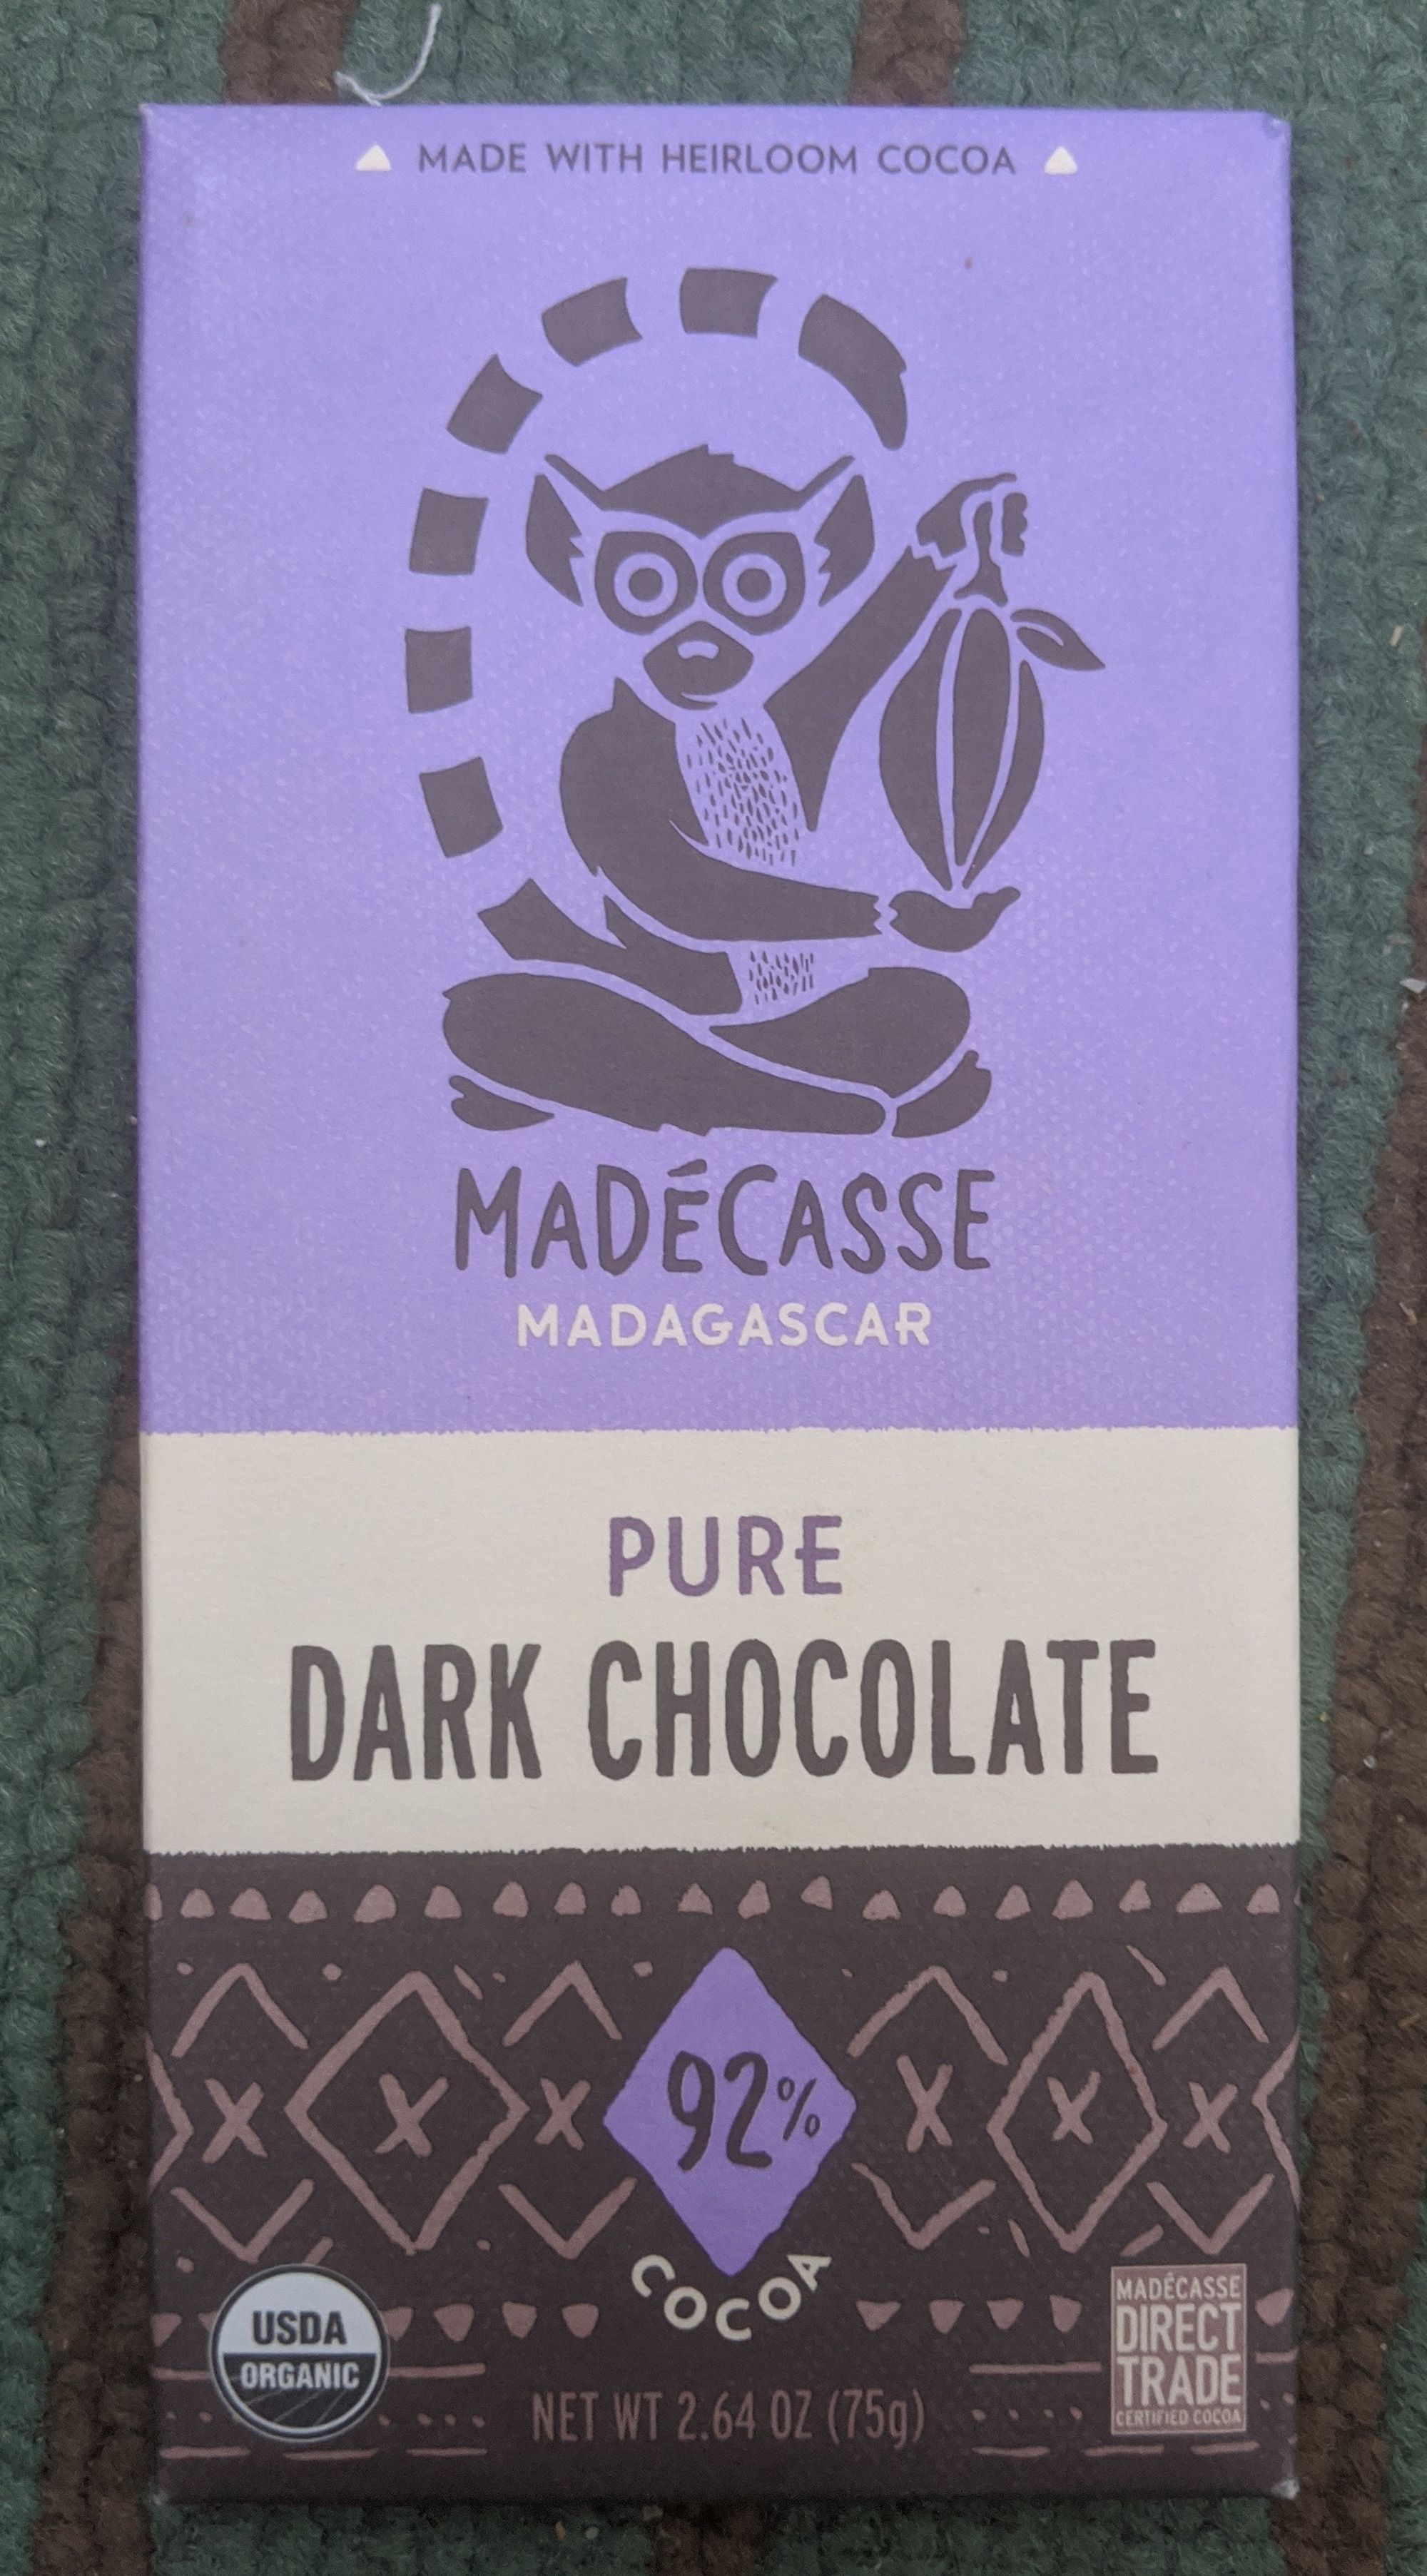 MADE WITH HEIRLOOM COCOA
MADÉCASSE
MADAGASCAR
PURE
DARK CHOCOLATE
92%
COCOA
USDA
ORGANIC
NET WT 2.64 OZ (75g)
MADÉCASSE
DIRECT
TRADE
CERTIFIED COCOA